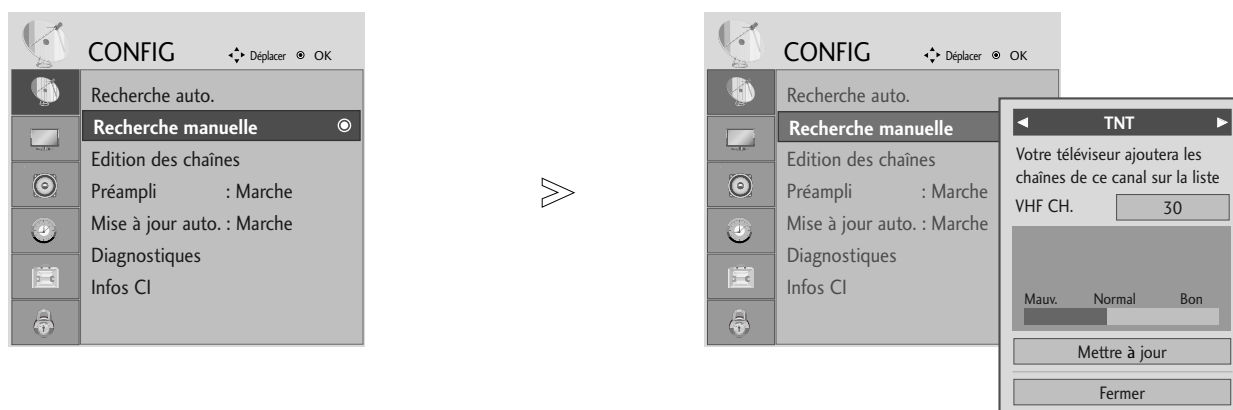 CONFIG Déplacer OK
Recherche auto.
Recherche manuelle
Edition des chaînes
Préampli : Marche
Mise à jour auto. : Marche
Diagnostiques
Infos CI
CONFIG Déplacer OK
Recherche auto.
Recherche manuelle
Edition des chaînes
Préampli : Marche
Mise à jour auto. : Marche
Diagnostiques
Infos CI
TNT
Votre téléviseur ajoutera les
chaînes de ce canal sur la liste
VHF CH. 30
Mauv. Normal Bon
Mettre à jour
Fermer